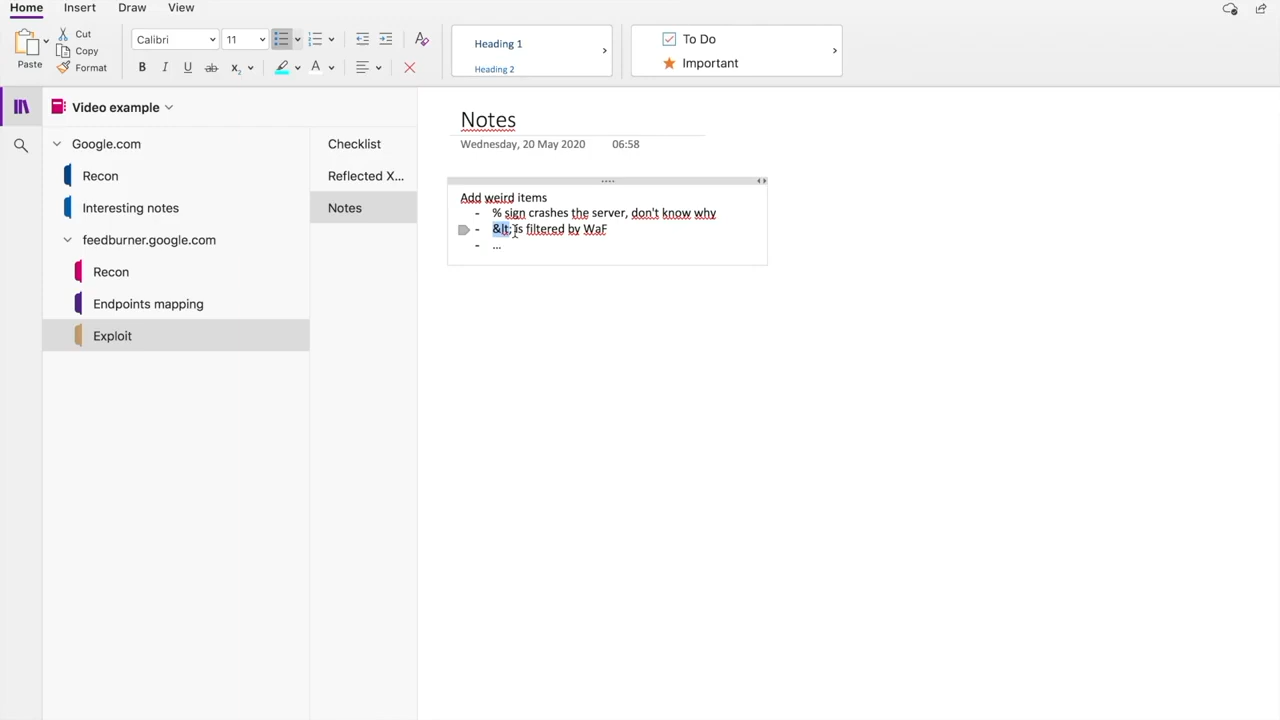 Home Insert Draw View
Paste
Cut
Copy
Format
Calibri 11
B I U ab x2 A
Heading 1
Heading 2
To Do
Important
Video example
Google.com
Recon
Interesting notes
feedburner.google.com
Recon
Endpoints mapping
Exploit
Checklist
Reflected X...
Notes
Notes
Wednesday, 20 May 2020 06:58
Add weird items
- % sign crashes the server, don't know why
- &lt; is filtered by WaF
- ...